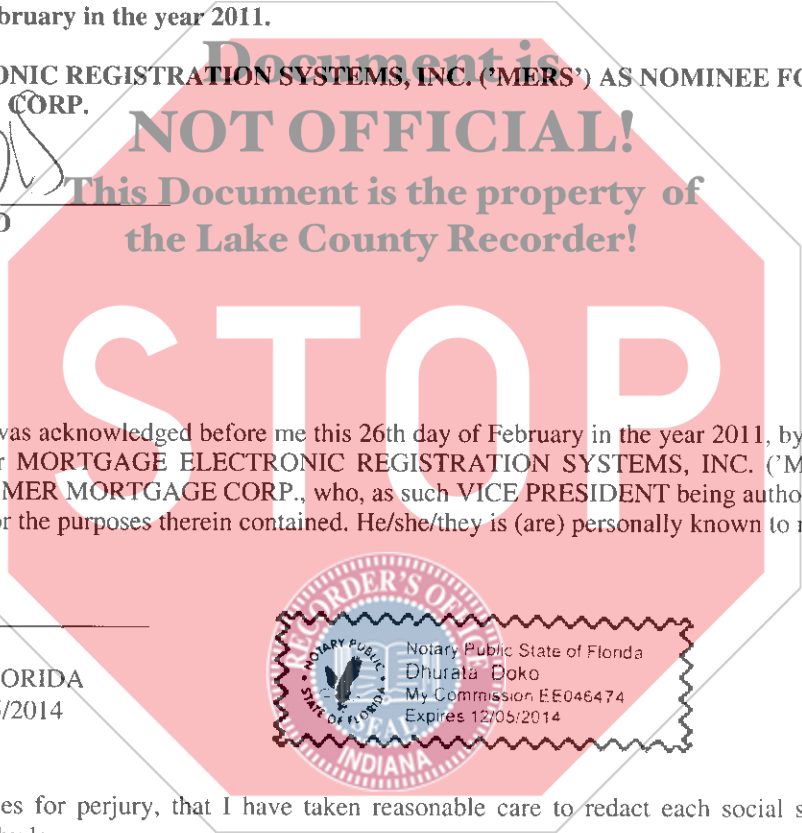 bruary in the year 2011.
Document is
ONIC REGISTRATION SYSTEMS, INC. ('MERS') AS NOMINEE FO
CORP.
NOT OFFICIAL!
This Document is the property of
the Lake County Recorder!
STOP
was acknowledged before me this 26th day of February in the year 2011, by
r MORTGAGE ELECTRONIC REGISTRATION SYSTEMS, INC. ('M
MER MORTGAGE CORP., who, as such VICE PRESIDENT being autho
or the purposes therein contained. He/she/they is (are) personally known to
RECORDER'S OFFICE
SEAL
INDIANA
NOTARY PUBLIC
STATE OF FLORIDA
Notary Public State of Florida
Dhurata Doko
My Commission EE046474
Expires 12/05/2014
ORIDA
5/2014
es for perjury, that I have taken reasonable care to redact each social s